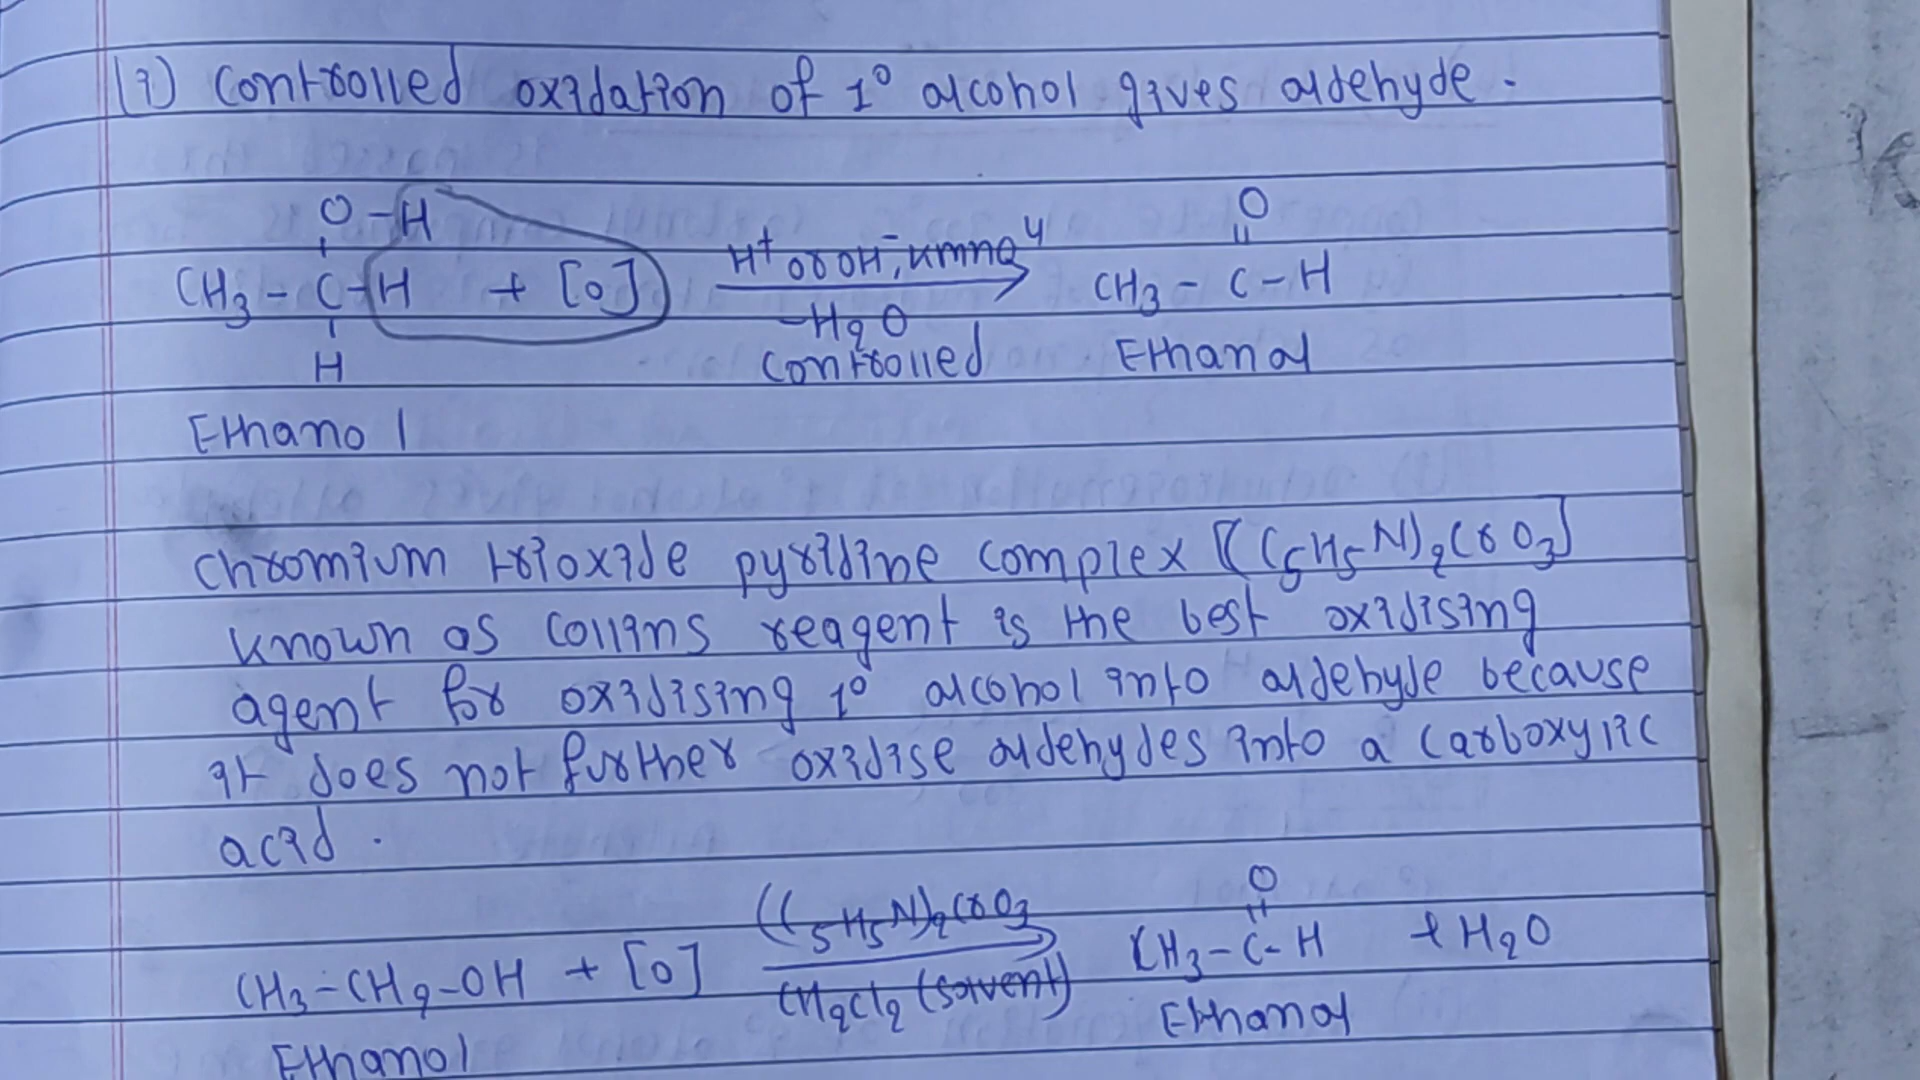 (i) Controlled oxidation of 1° alcohol gives aldehyde.
O-H
CH3 - C-H + [O] H+ or OH-, KmnO4 O
-H2O CH3 - C-H
H Controlled Ethanal
Ethanol
Chromium trioxide pyridine complex [(C5H5N)2CrO3]
known as Collins reagent is the best oxidising
agent for oxidising 1° alcohol into aldehyde because
it does not further oxidise aldehydes into a carboxylic
acid.
(C5H5N)2CrO3 O
CH3-CH2-OH + [O] CH3-C-H + H2O
CH2Cl2 (solvent) Ethanal
Ethanol